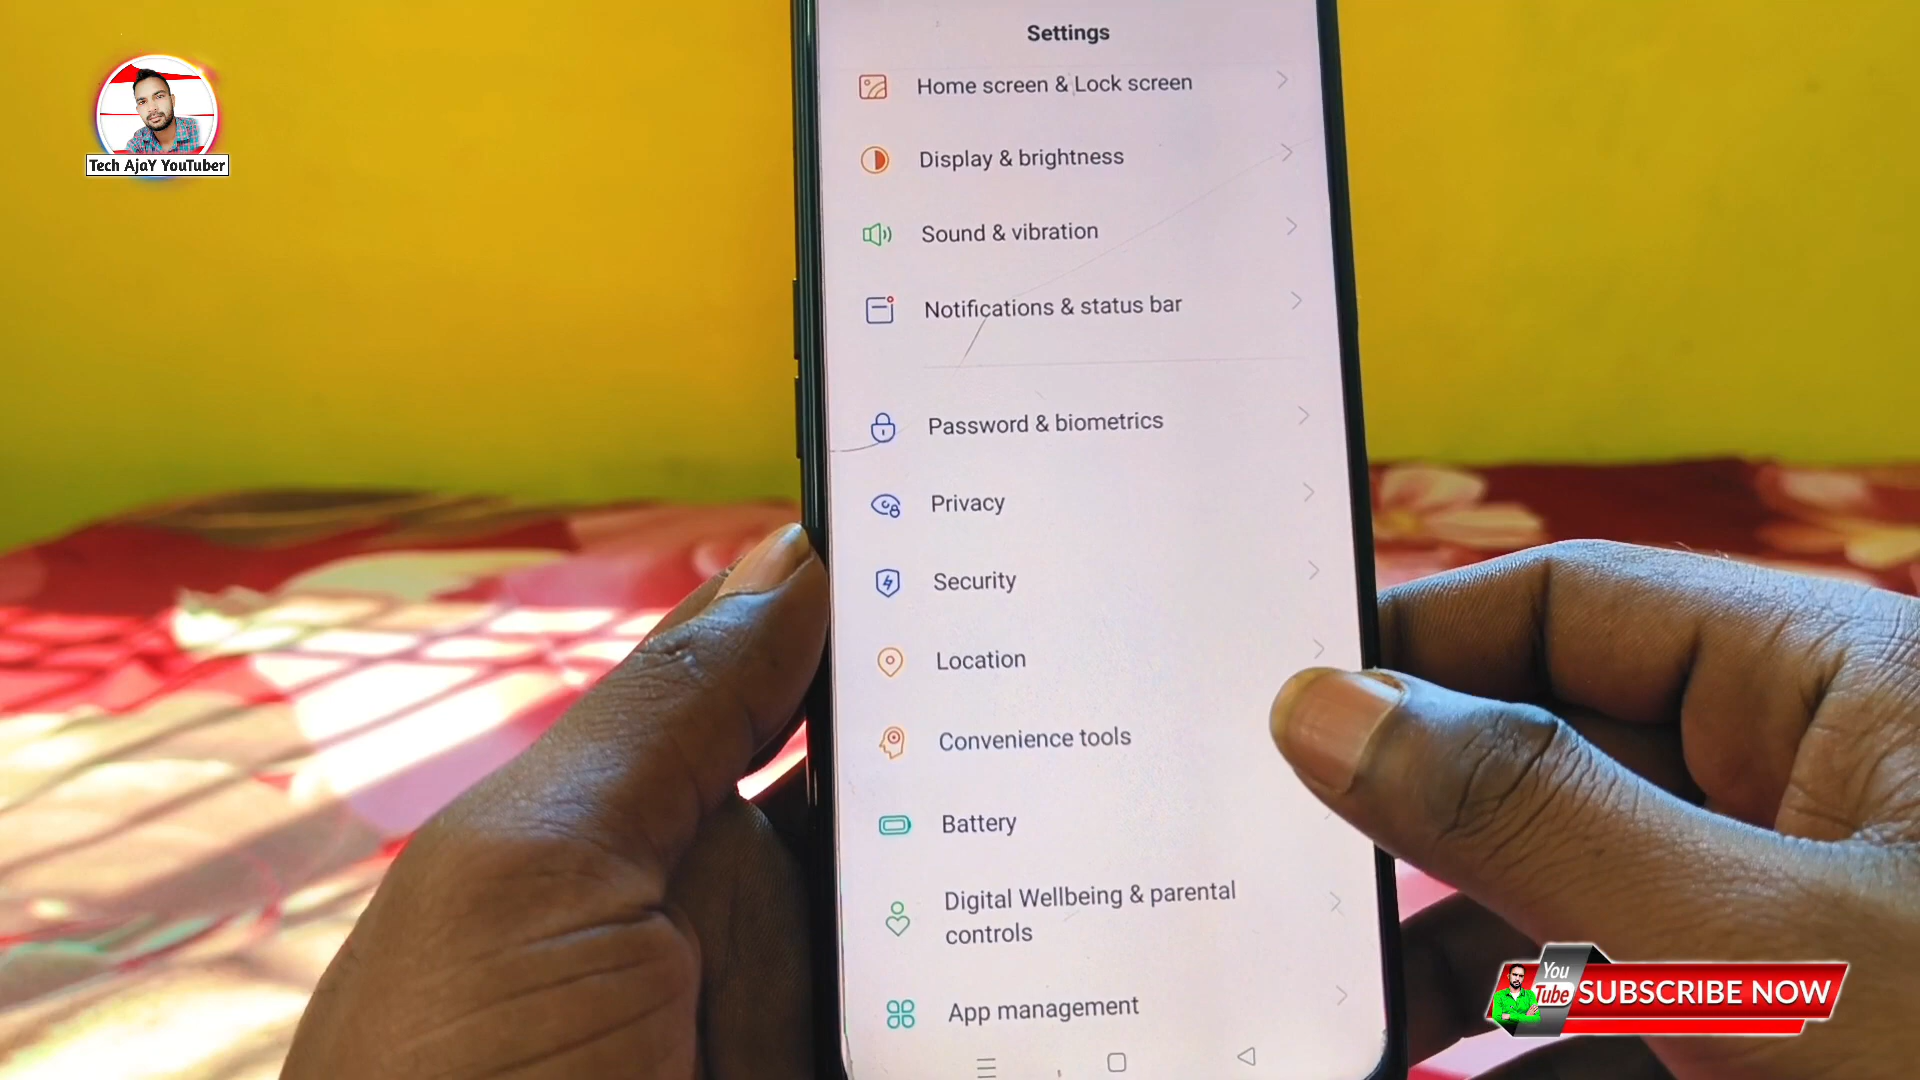 Settings
Home screen & Lock screen
Display & brightness
Sound & vibration
Notifications & status bar
Password & biometrics
Privacy
Security
Location
Convenience tools
Battery
Digital Wellbeing & parental
controls
App management
Tech AjaY YouTuber
You
Tube
SUBSCRIBE NOW